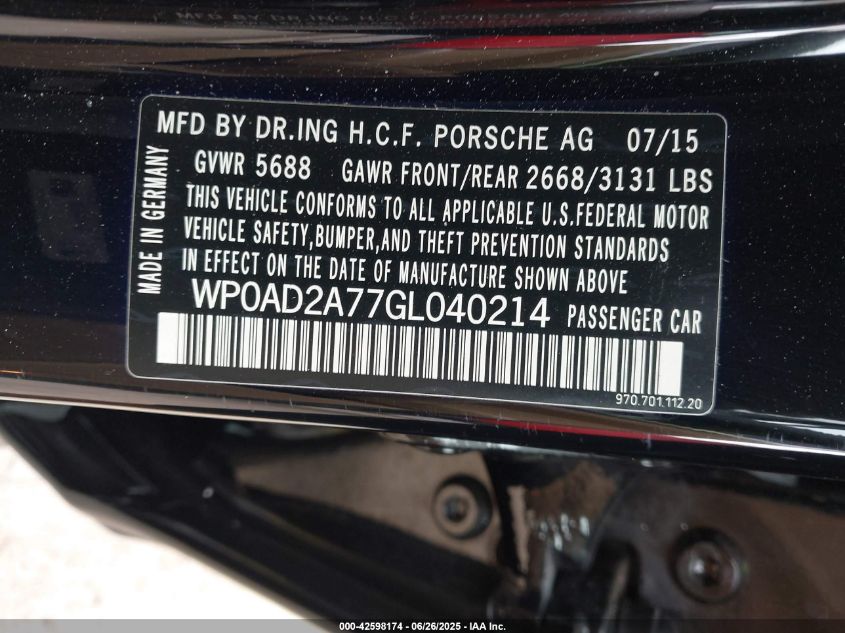 MFD BY DR.ING H.C.F. PORSCHE AG 07/15
GVWR 5688 GAWR FRONT/REAR 2668/3131 LBS
THIS VEHICLE CONFORMS TO ALL APPLICABLE U.S.FEDERAL MOTOR
VEHICLE SAFETY,BUMPER,AND THEFT PREVENTION STANDARDS
IN EFFECT ON THE DATE OF MANUFACTURE SHOWN ABOVE
WP0AD2A77GL040214 PASSENGER CAR
MADE IN GERMANY
970.701.112.20
000-42598174 - 06/26/2025 - IAA Inc.